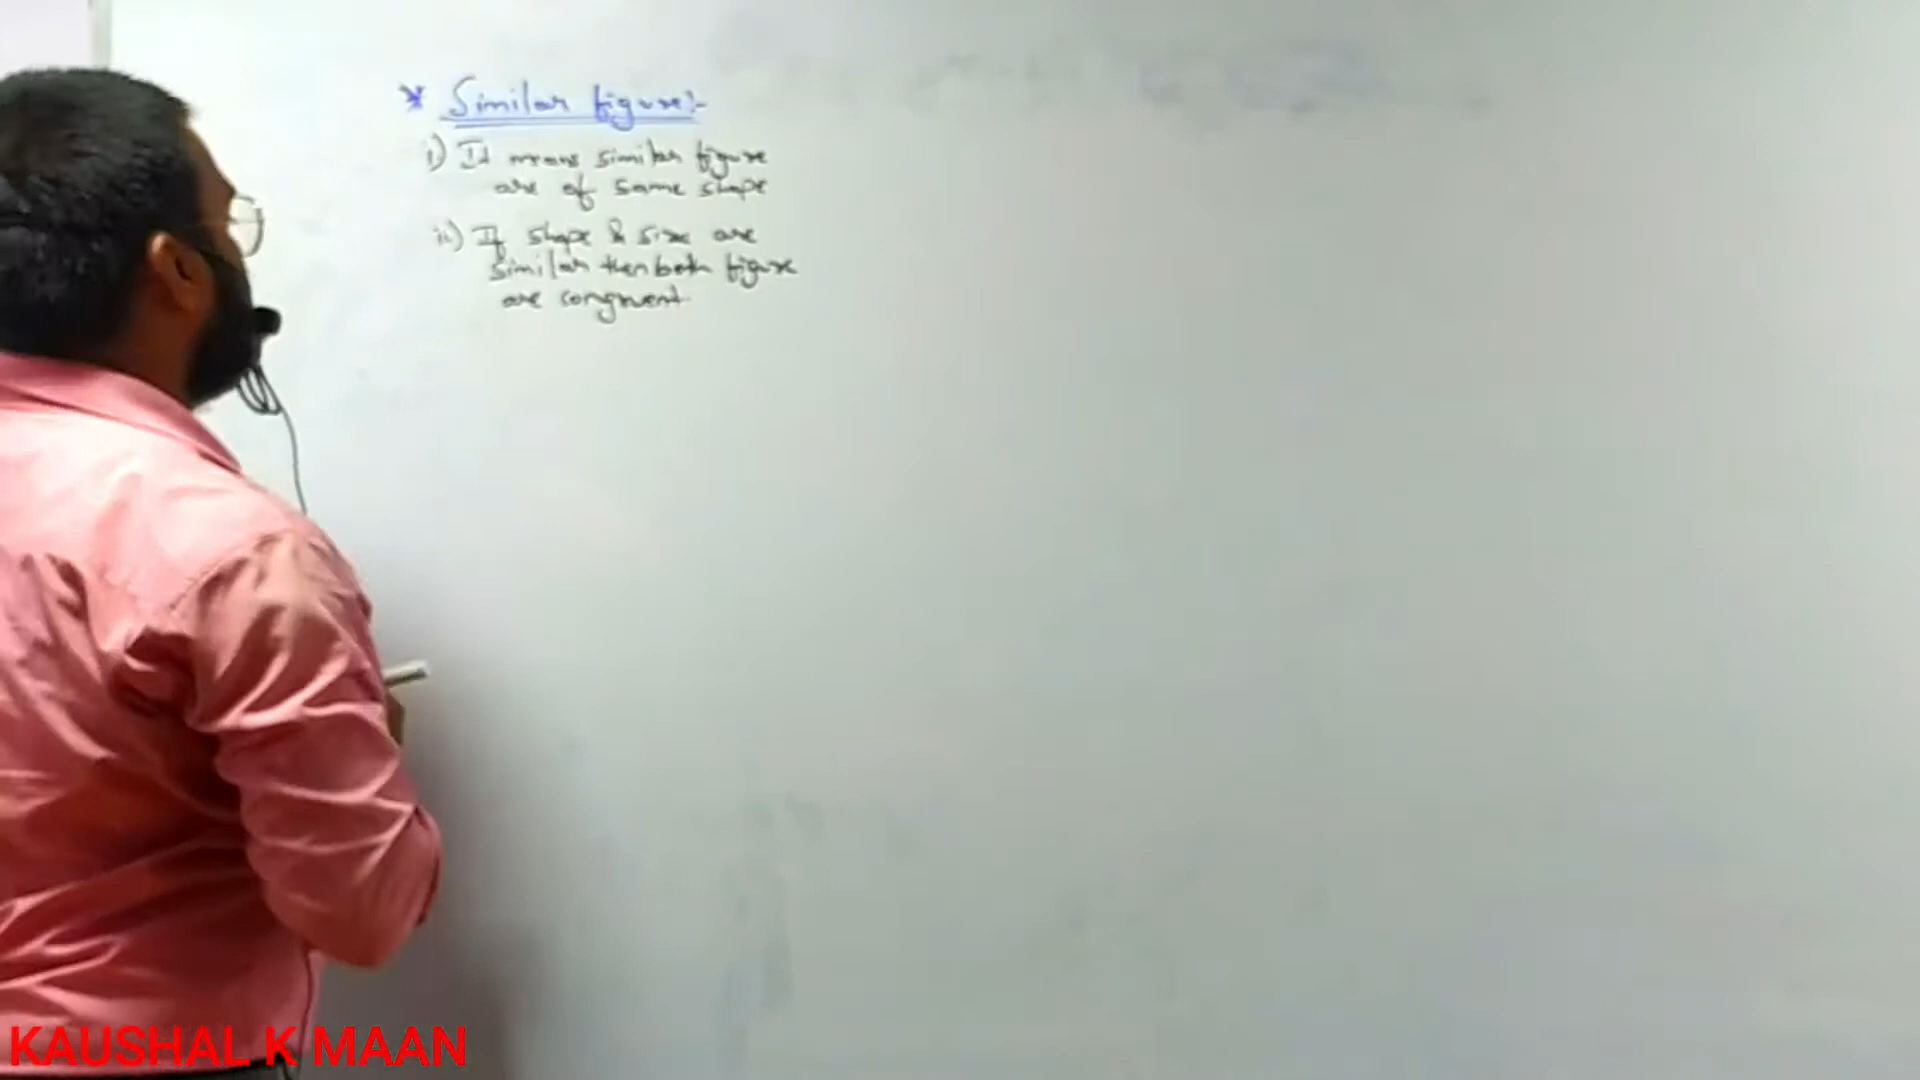 * Similar figure:-
i) It means similar figure
are of same shape
ii) If shape & size are
similar then both figure
are congruent.
KAUSHAL K MAAN